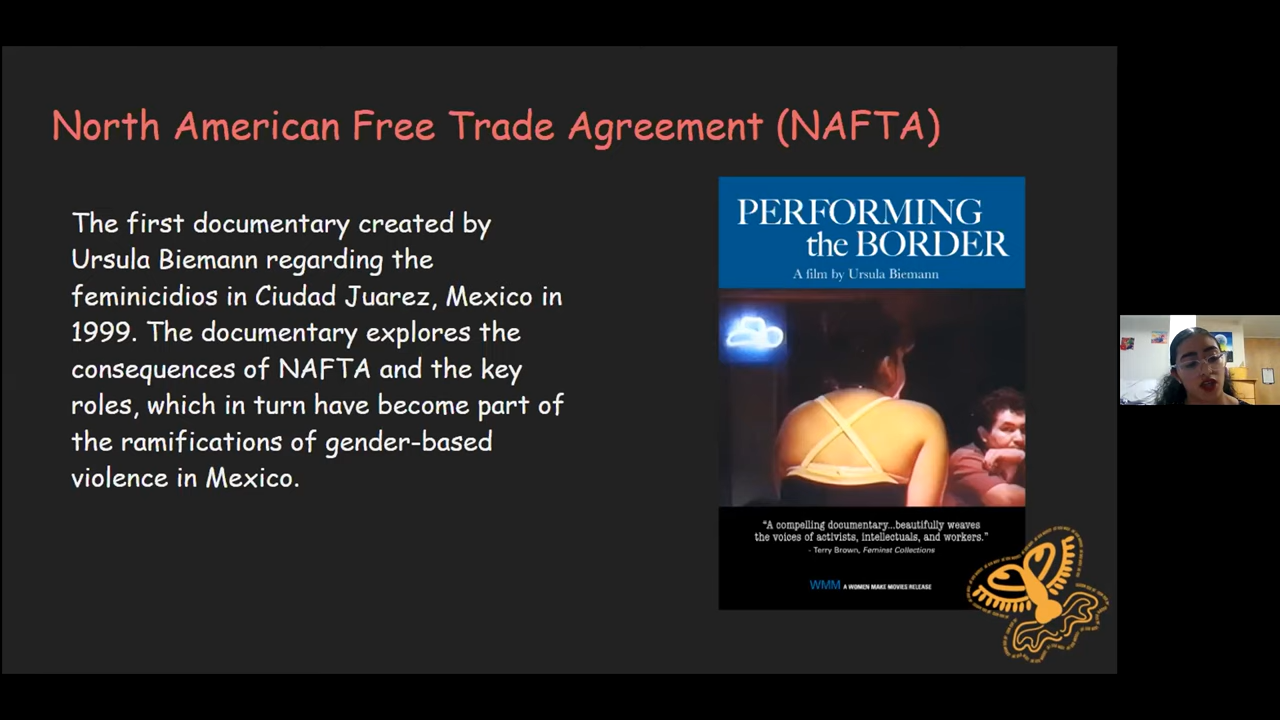 North American Free Trade Agreement (NAFTA)
The first documentary created by
Ursula Biemann regarding the
feminicidios in Ciudad Juarez, Mexico in
1999. The documentary explores the
consequences of NAFTA and the key
roles, which in turn have become part of
the ramifications of gender-based
violence in Mexico.
PERFORMING
the BORDER
A film by Ursula Biemann
"A compelling documentary...beautifully weaves
the voices of activists, intellectuals, and workers."
- Terry Brown, Feminist Collections
WMM A WOMEN MAKE MOVIES RELEASE